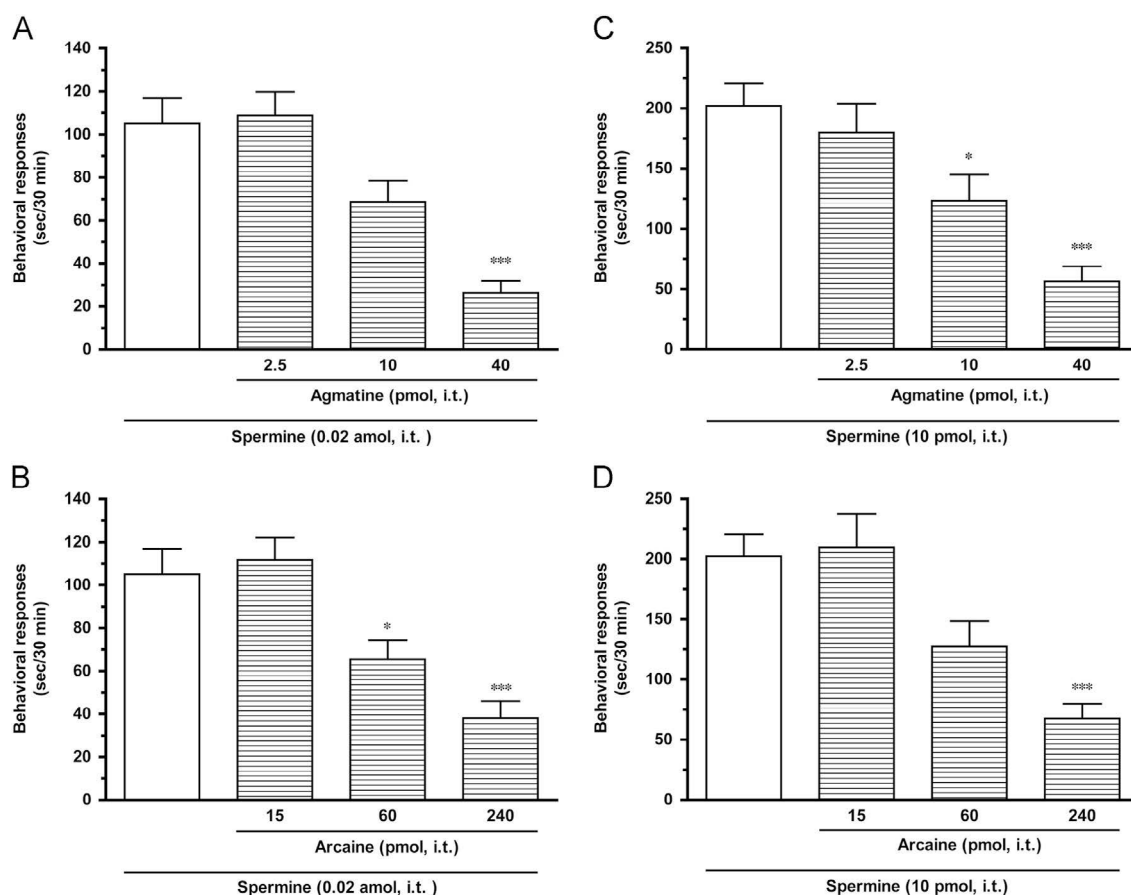 A
Behavioral responses
(sec/30 min)
140
120
100
80
60
40
20
0
***
2.5 10 40
Agmatine (pmol, i.t.)
Spermine (0.02 amol, i.t. )
C
Behavioral responses
(sec/30 min)
250
200
150
100
50
0
*
***
2.5 10 40
Agmatine (pmol, i.t.)
Spermine (10 pmol, i.t.)
B
Behavioral responses
(sec/30 min)
140
120
100
80
60
40
20
0
*
***
15 60 240
Arcaine (pmol, i.t.)
Spermine (0.02 amol, i.t. )
D
Behavioral responses
(sec/30 min)
250
200
150
100
50
0
***
15 60 240
Arcaine (pmol, i.t.)
Spermine (10 pmol, i.t.)